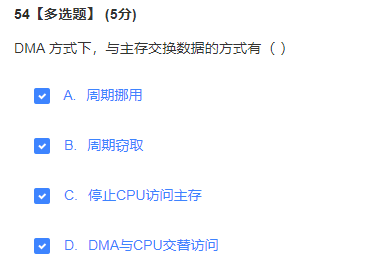 54【多选题】 (5分)
DMA 方式下，与主存交换数据的方式有（ ）
A. 周期挪用
B. 周期窃取
C. 停止CPU访问主存
D. DMA与CPU交替访问